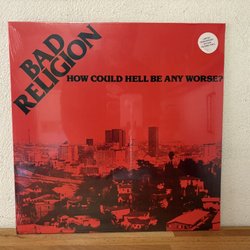 BAD
RELIGION
HOW COULD HELL BE ANY WORSE?